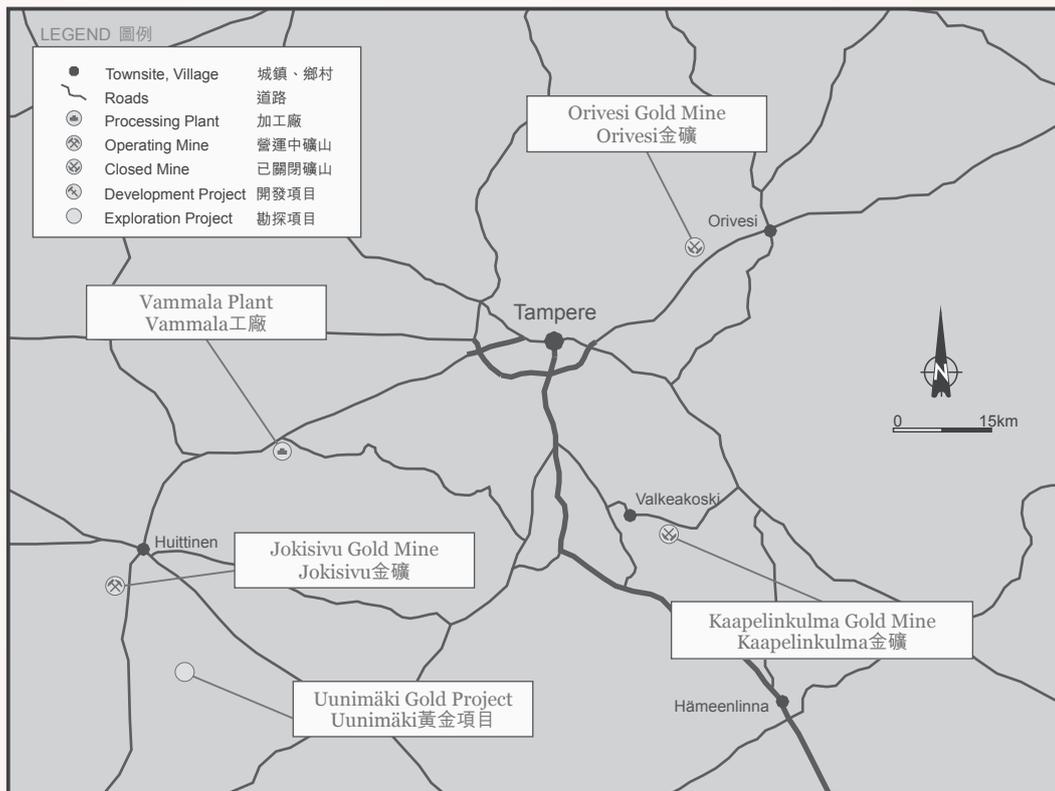 LEGEND 圖例
Townsite, Village 城鎮、鄉村
Roads 道路
Processing Plant 加工廠
Operating Mine 營運中礦山
Closed Mine 已關閉礦山
Development Project 開發項目
Exploration Project 勘探項目
Orivesi Gold Mine
Orivesi金礦
Orivesi
Vammala Plant
Vammala工廠
Tampere
N
0 15km
Valkeakoski
Huittinen
Jokisivu Gold Mine
Jokisivu金礦
Kaapelinkulma Gold Mine
Kaapelinkulma金礦
Uunimäki Gold Project
Uunimäki黃金項目
Hämeenlinna